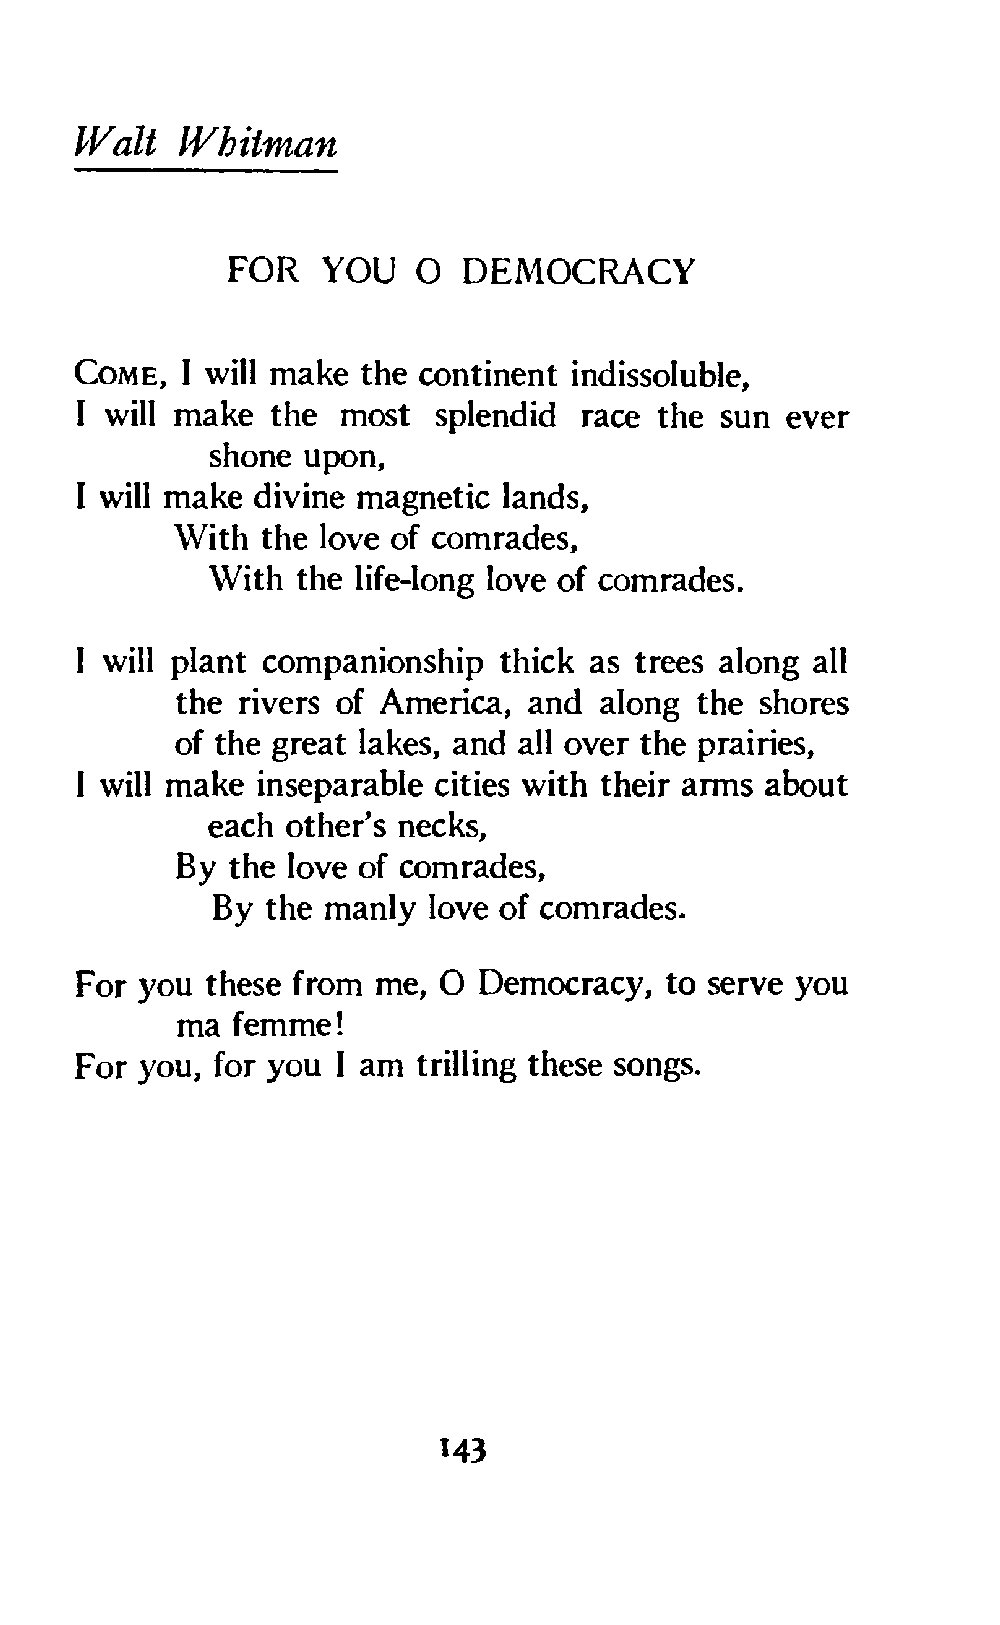 Walt Whitman
FOR YOU O DEMOCRACY
COME, I will make the continent indissoluble,
I will make the most splendid race the sun ever
shone upon,
I will make divine magnetic lands,
With the love of comrades,
With the life-long love of comrades.
I will plant companionship thick as trees along all
the rivers of America, and along the shores
of the great lakes, and all over the prairies,
I will make inseparable cities with their arms about
each other's necks,
By the love of comrades,
By the manly love of comrades.
For you these from me, O Democracy, to serve you
ma femme!
For you, for you I am trilling these songs.
143